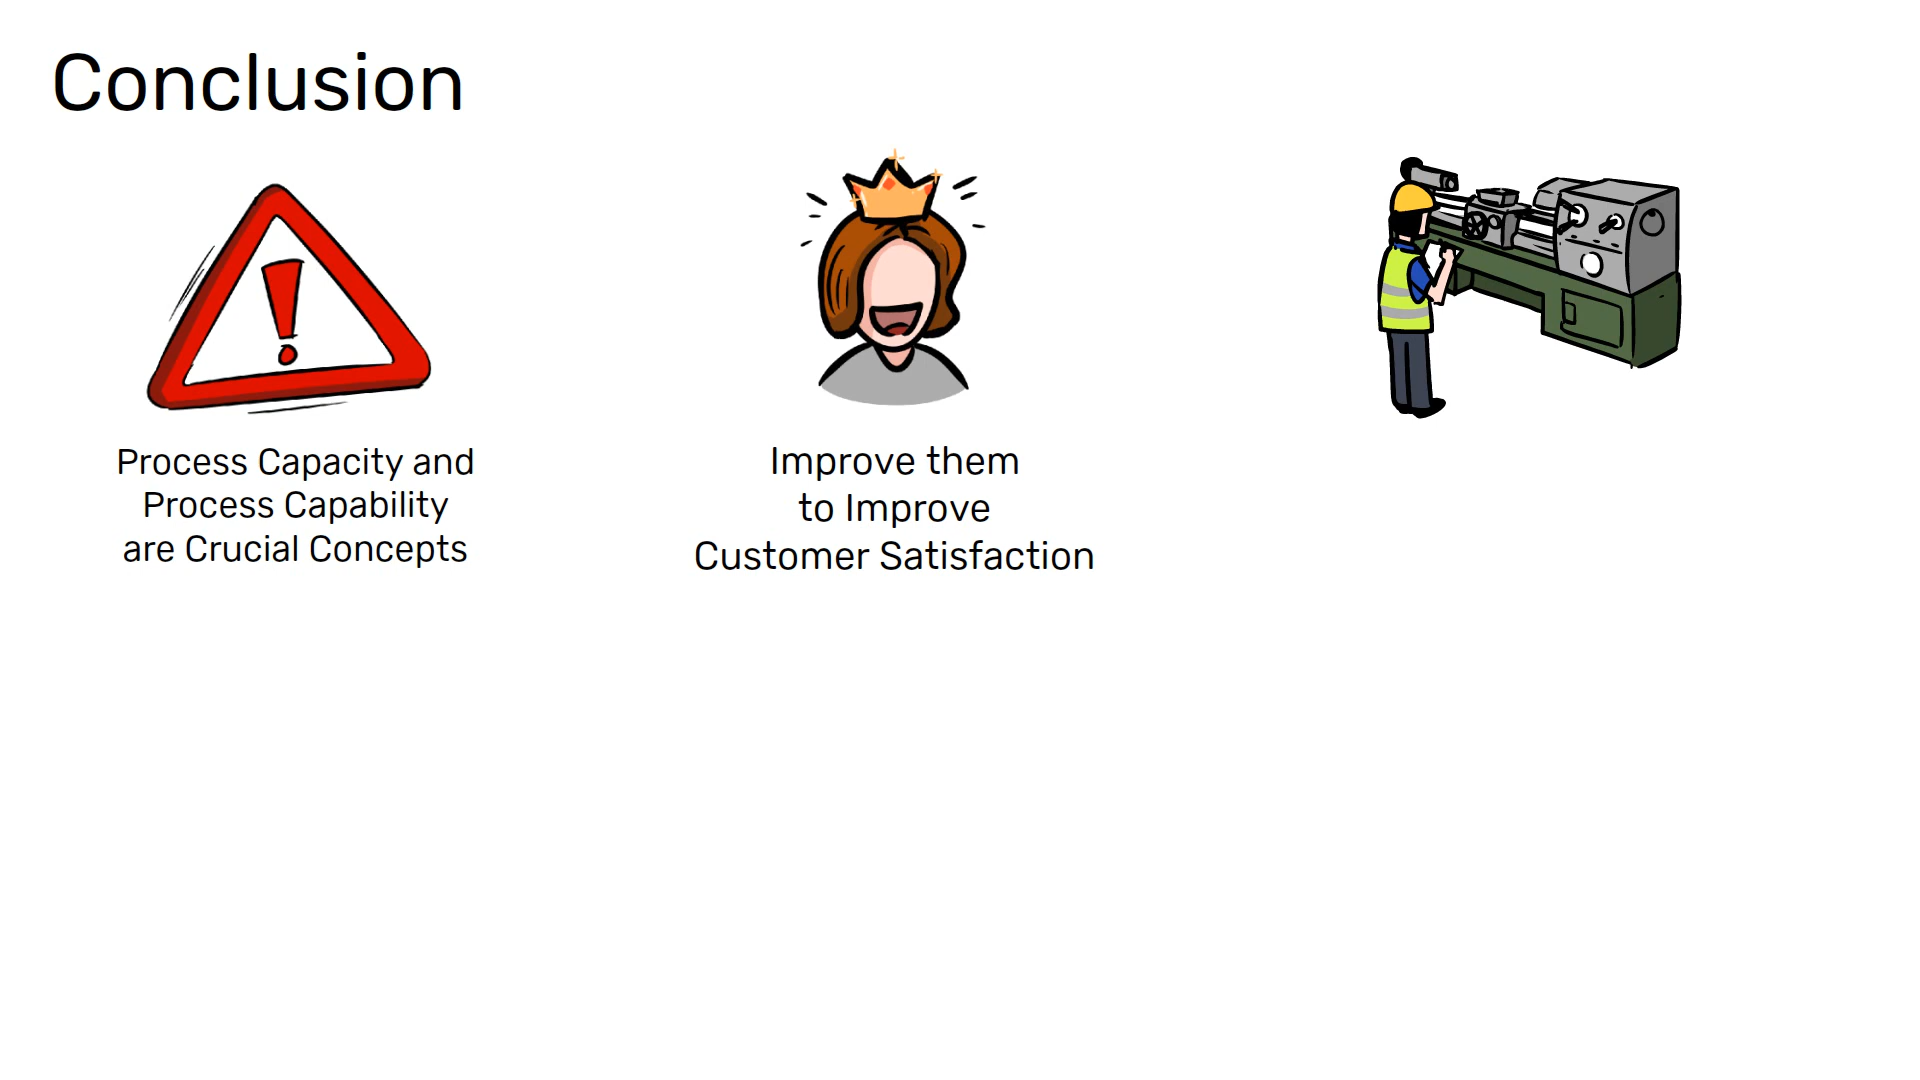 Conclusion
Process Capacity and
Process Capability
are Crucial Concepts
Improve them
to Improve
Customer Satisfaction